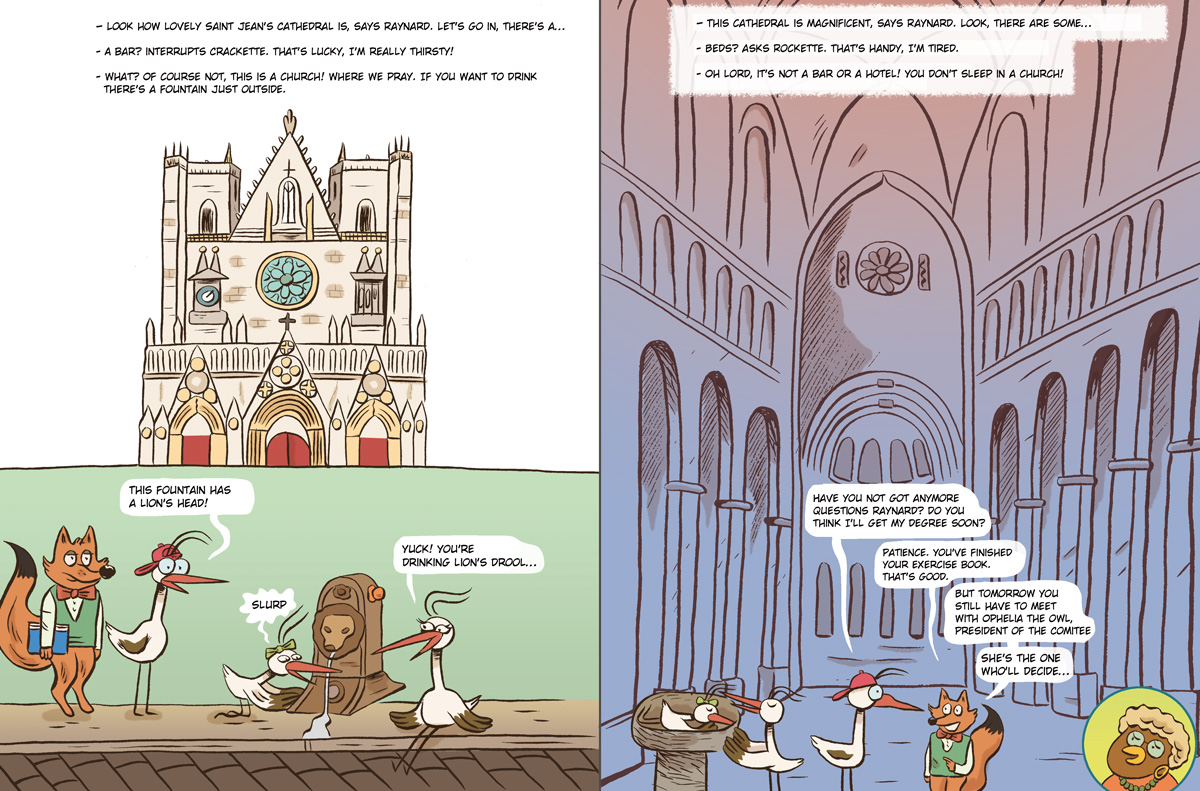 - LOOK HOW LOVELY SAINT JEAN'S CATHEDRAL IS, SAYS RAYNARD. LET'S GO IN, THERE'S A...
- A BAR? INTERRUPTS CRACKETTE. THAT'S LUCKY, I'M REALLY THIRSTY!
- WHAT? OF COURSE NOT, THIS IS A CHURCH! WHERE WE PRAY. IF YOU WANT TO DRINK
THERE'S A FOUNTAIN JUST OUTSIDE.
THIS FOUNTAIN HAS
A LION'S HEAD!
SLURP
YUCK! YOU'RE
DRINKING LION'S DROOL...
- THIS CATHEDRAL IS MAGNIFICENT, SAYS RAYNARD. LOOK, THERE ARE SOME...
- BEDS? ASKS ROCKETTE. THAT'S HANDY, I'M TIRED.
- OH LORD, IT'S NOT A BAR OR A HOTEL! YOU DON'T SLEEP IN A CHURCH!
HAVE YOU NOT GOT ANYMORE
QUESTIONS RAYNARD? DO YOU
THINK I'LL GET MY DEGREE SOON?
PATIENCE. YOU'VE FINISHED
YOUR EXERCISE BOOK.
THAT'S GOOD.
BUT TOMORROW YOU
STILL HAVE TO MEET
WITH OPHELIA THE OWL,
PRESIDENT OF THE COMITEE
SHE'S THE ONE
WHO'LL DECIDE...